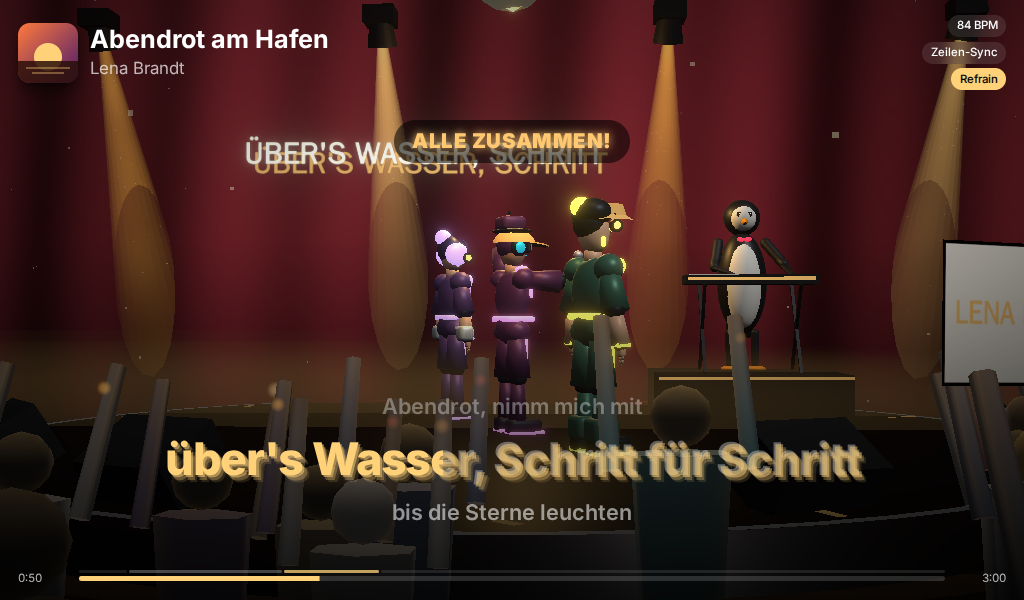 Abendrot am Hafen
Lena Brandt
84 BPM
Zeilen-Sync
Refrain
ALLE ZUSAMMEN!
ÜBER'S WASSER, SCHRITT
LENA
Abendrot, nimm mich mit
über's Wasser, Schritt für Schritt
bis die Sterne leuchten
0:50
3:00